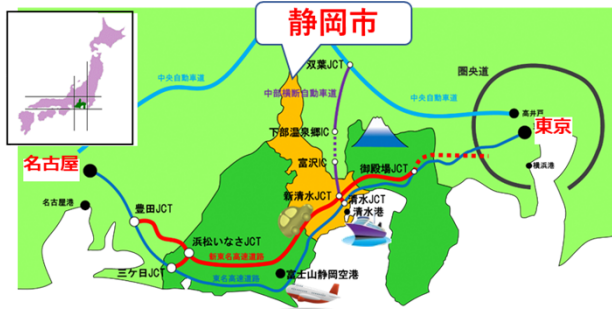 静岡市
双葉JCT
圏央道
中央自動車道
中部横断自動車道
中央自動車道
高井戸
東京
下部温泉郷IC
名古屋
富沢IC
御殿場JCT
横浜港
新清水JCT
清水JCT
清水港
名古屋港
豊田JCT
浜松いなさJCT
新東名高速道路
三ケ日JCT
東名高速道路
富士山静岡空港